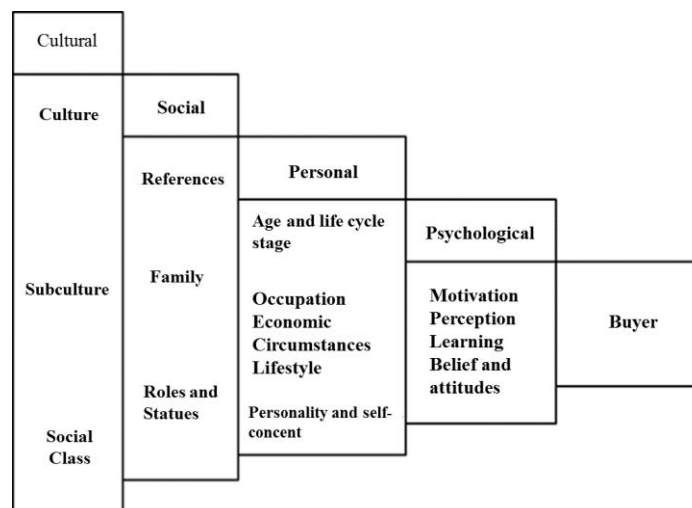 Cultural
Culture
Subculture
Social
Class
Social
References
Family
Roles and
Statues
Personal
Age and life cycle
stage
Occupation
Economic
Circumstances
Lifestyle
Personality and self-
concent
Psychological
Motivation
Perception
Learning
Belief and
attitudes
Buyer